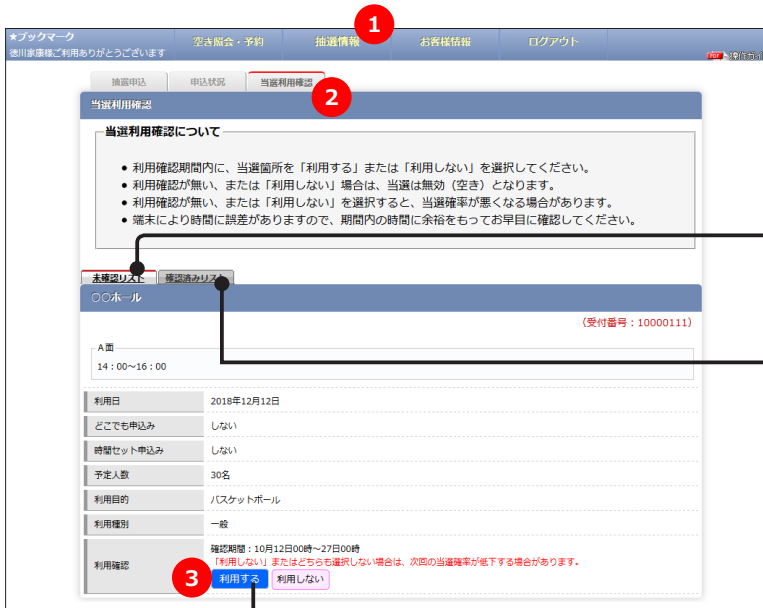 ★ブックマーク
徳川家康様ご利用ありがとうございます
空き照会・予約 抽選情報 お客様情報 ログアウト
1
PDF 操作ガイ
抽選申込 申込状況 当選利用確認
2
当選利用確認
当選利用確認について
● 利用確認期間内に、当選箇所を「利用する」または「利用しない」を選択してください。
● 利用確認が無い、または「利用しない」場合は、当選は無効（空き）となります。
● 利用確認が無い、または「利用しない」を選択すると、当選確率が悪くなる場合があります。
● 端末により時間に誤差がありますので、期間内の時間に余裕をもってお早目に確認してください。
未確認リスト 確認済みリスト
○○ホール
（受付番号：10000111）
A面
14：00～16：00
利用日 2018年12月12日
どこでも申込み しない
時間セット申込み しない
予定人数 30名
利用目的 バスケットボール
利用種別 一般
確認期間：10月12日00時～27日00時
利用確認 「利用しない」またはどちらも選択しない場合は、次回の当選確率が低下する場合があります。
3 利用する 利用しない